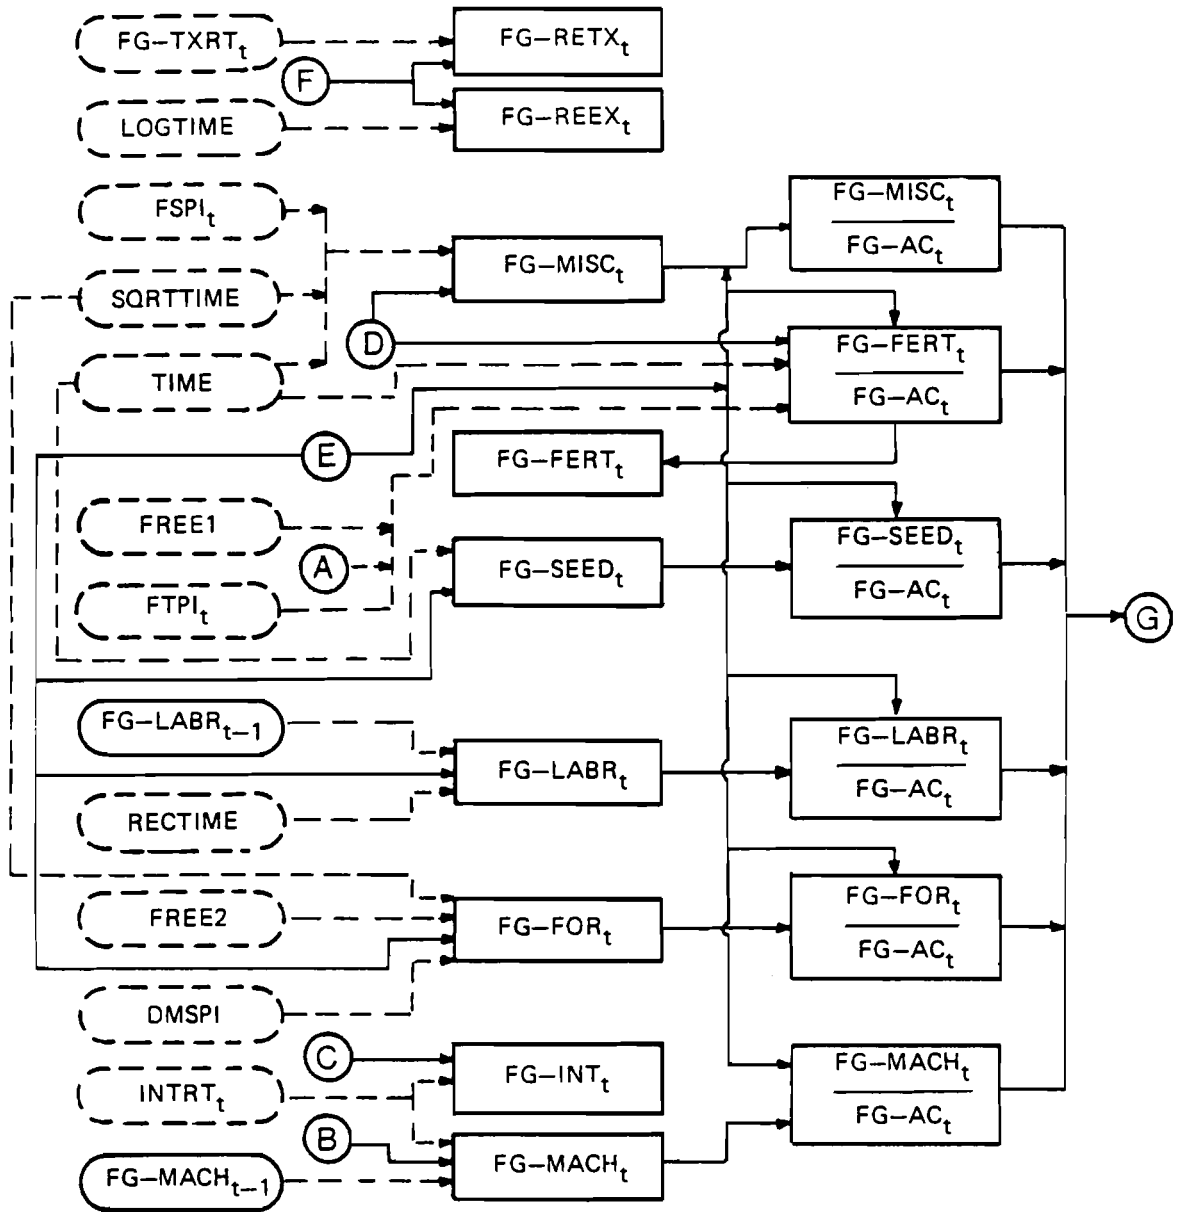 FG–TXRTt
FG–RETXt
F
LOGTIME
FG–REEXt
FSPIt
FG–MISCt
FG–ACt
FG–MISCt
SQRTTIME
D
FG–FERTt
FG–ACt
TIME
E
FG–FERTt
FREE1
FG–SEEDt
FG–ACt
A
FG–SEEDt
FTPIt
G
FG–LABRt–1
FG–LABRt
FG–LABRt
FG–ACt
RECTIME
FREE2
FG–FORt
FG–FORt
FG–ACt
DMSPI
C
FG–INTt
FG–MACHt
FG–ACt
INTRTt
B
FG–MACHt
FG–MACHt–1